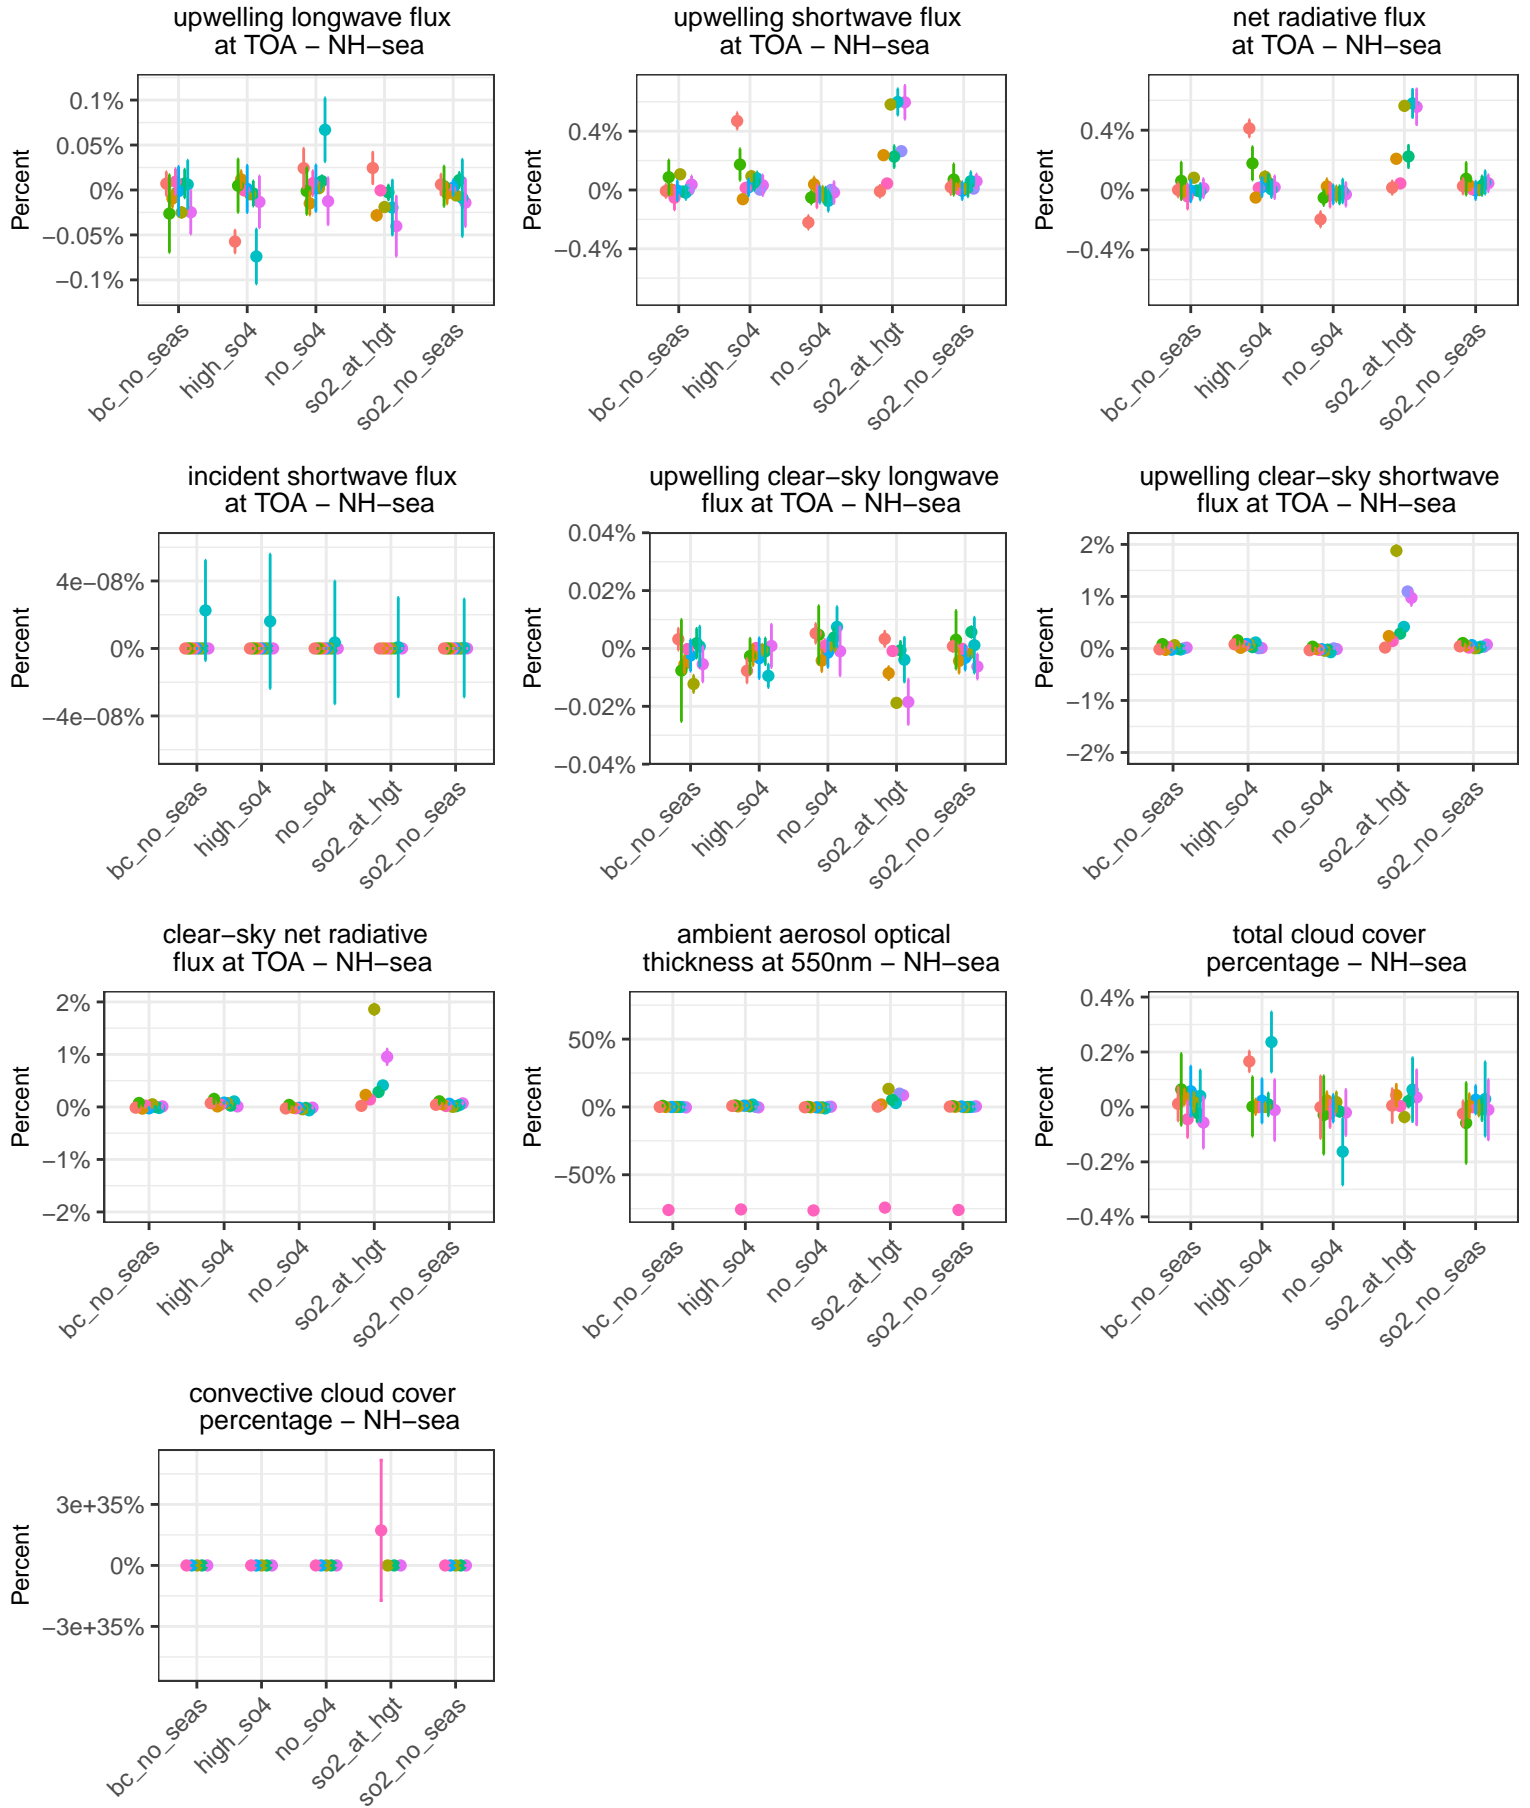 upwelling longwave flux
at TOA − NH−sea
Percent
0.1%
0.05%
0%
−0.05%
−0.1%
bc_no_seas
high_so4
no_so4
so2_at_hgt
so2_no_seas
upwelling shortwave flux
at TOA − NH−sea
Percent
0.4%
0%
−0.4%
bc_no_seas
high_so4
no_so4
so2_at_hgt
so2_no_seas
net radiative flux
at TOA − NH−sea
Percent
0.4%
0%
−0.4%
bc_no_seas
high_so4
no_so4
so2_at_hgt
so2_no_seas
incident shortwave flux
at TOA − NH−sea
Percent
4e−08%
0%
−4e−08%
bc_no_seas
high_so4
no_so4
so2_at_hgt
so2_no_seas
upwelling clear−sky longwave
flux at TOA − NH−sea
Percent
0.04%
0.02%
0%
−0.02%
−0.04%
bc_no_seas
high_so4
no_so4
so2_at_hgt
so2_no_seas
upwelling clear−sky shortwave
flux at TOA − NH−sea
Percent
2%
1%
0%
−1%
−2%
bc_no_seas
high_so4
no_so4
so2_at_hgt
so2_no_seas
clear−sky net radiative
flux at TOA − NH−sea
Percent
2%
1%
0%
−1%
−2%
bc_no_seas
high_so4
no_so4
so2_at_hgt
so2_no_seas
ambient aerosol optical
thickness at 550nm − NH−sea
Percent
50%
0%
−50%
bc_no_seas
high_so4
no_so4
so2_at_hgt
so2_no_seas
total cloud cover
percentage − NH−sea
Percent
0.4%
0.2%
0%
−0.2%
−0.4%
bc_no_seas
high_so4
no_so4
so2_at_hgt
so2_no_seas
convective cloud cover
percentage − NH−sea
Percent
3e+35%
0%
−3e+35%
bc_no_seas
high_so4
no_so4
so2_at_hgt
so2_no_seas